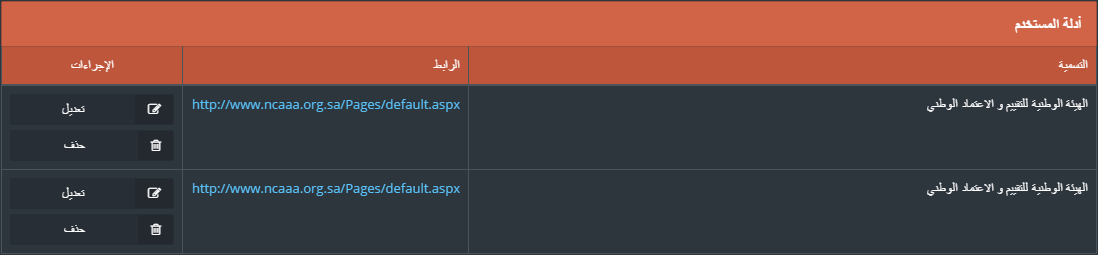 أدلة المستخدم
التسمية الرابط الإجراءات
الهيئة الوطنية للتقييم و الاعتماد الوطني http://www.ncaaa.org.sa/Pages/default.aspx تعديل
حذف
الهيئة الوطنية للتقييم و الاعتماد الوطني http://www.ncaaa.org.sa/Pages/default.aspx تعديل
حذف